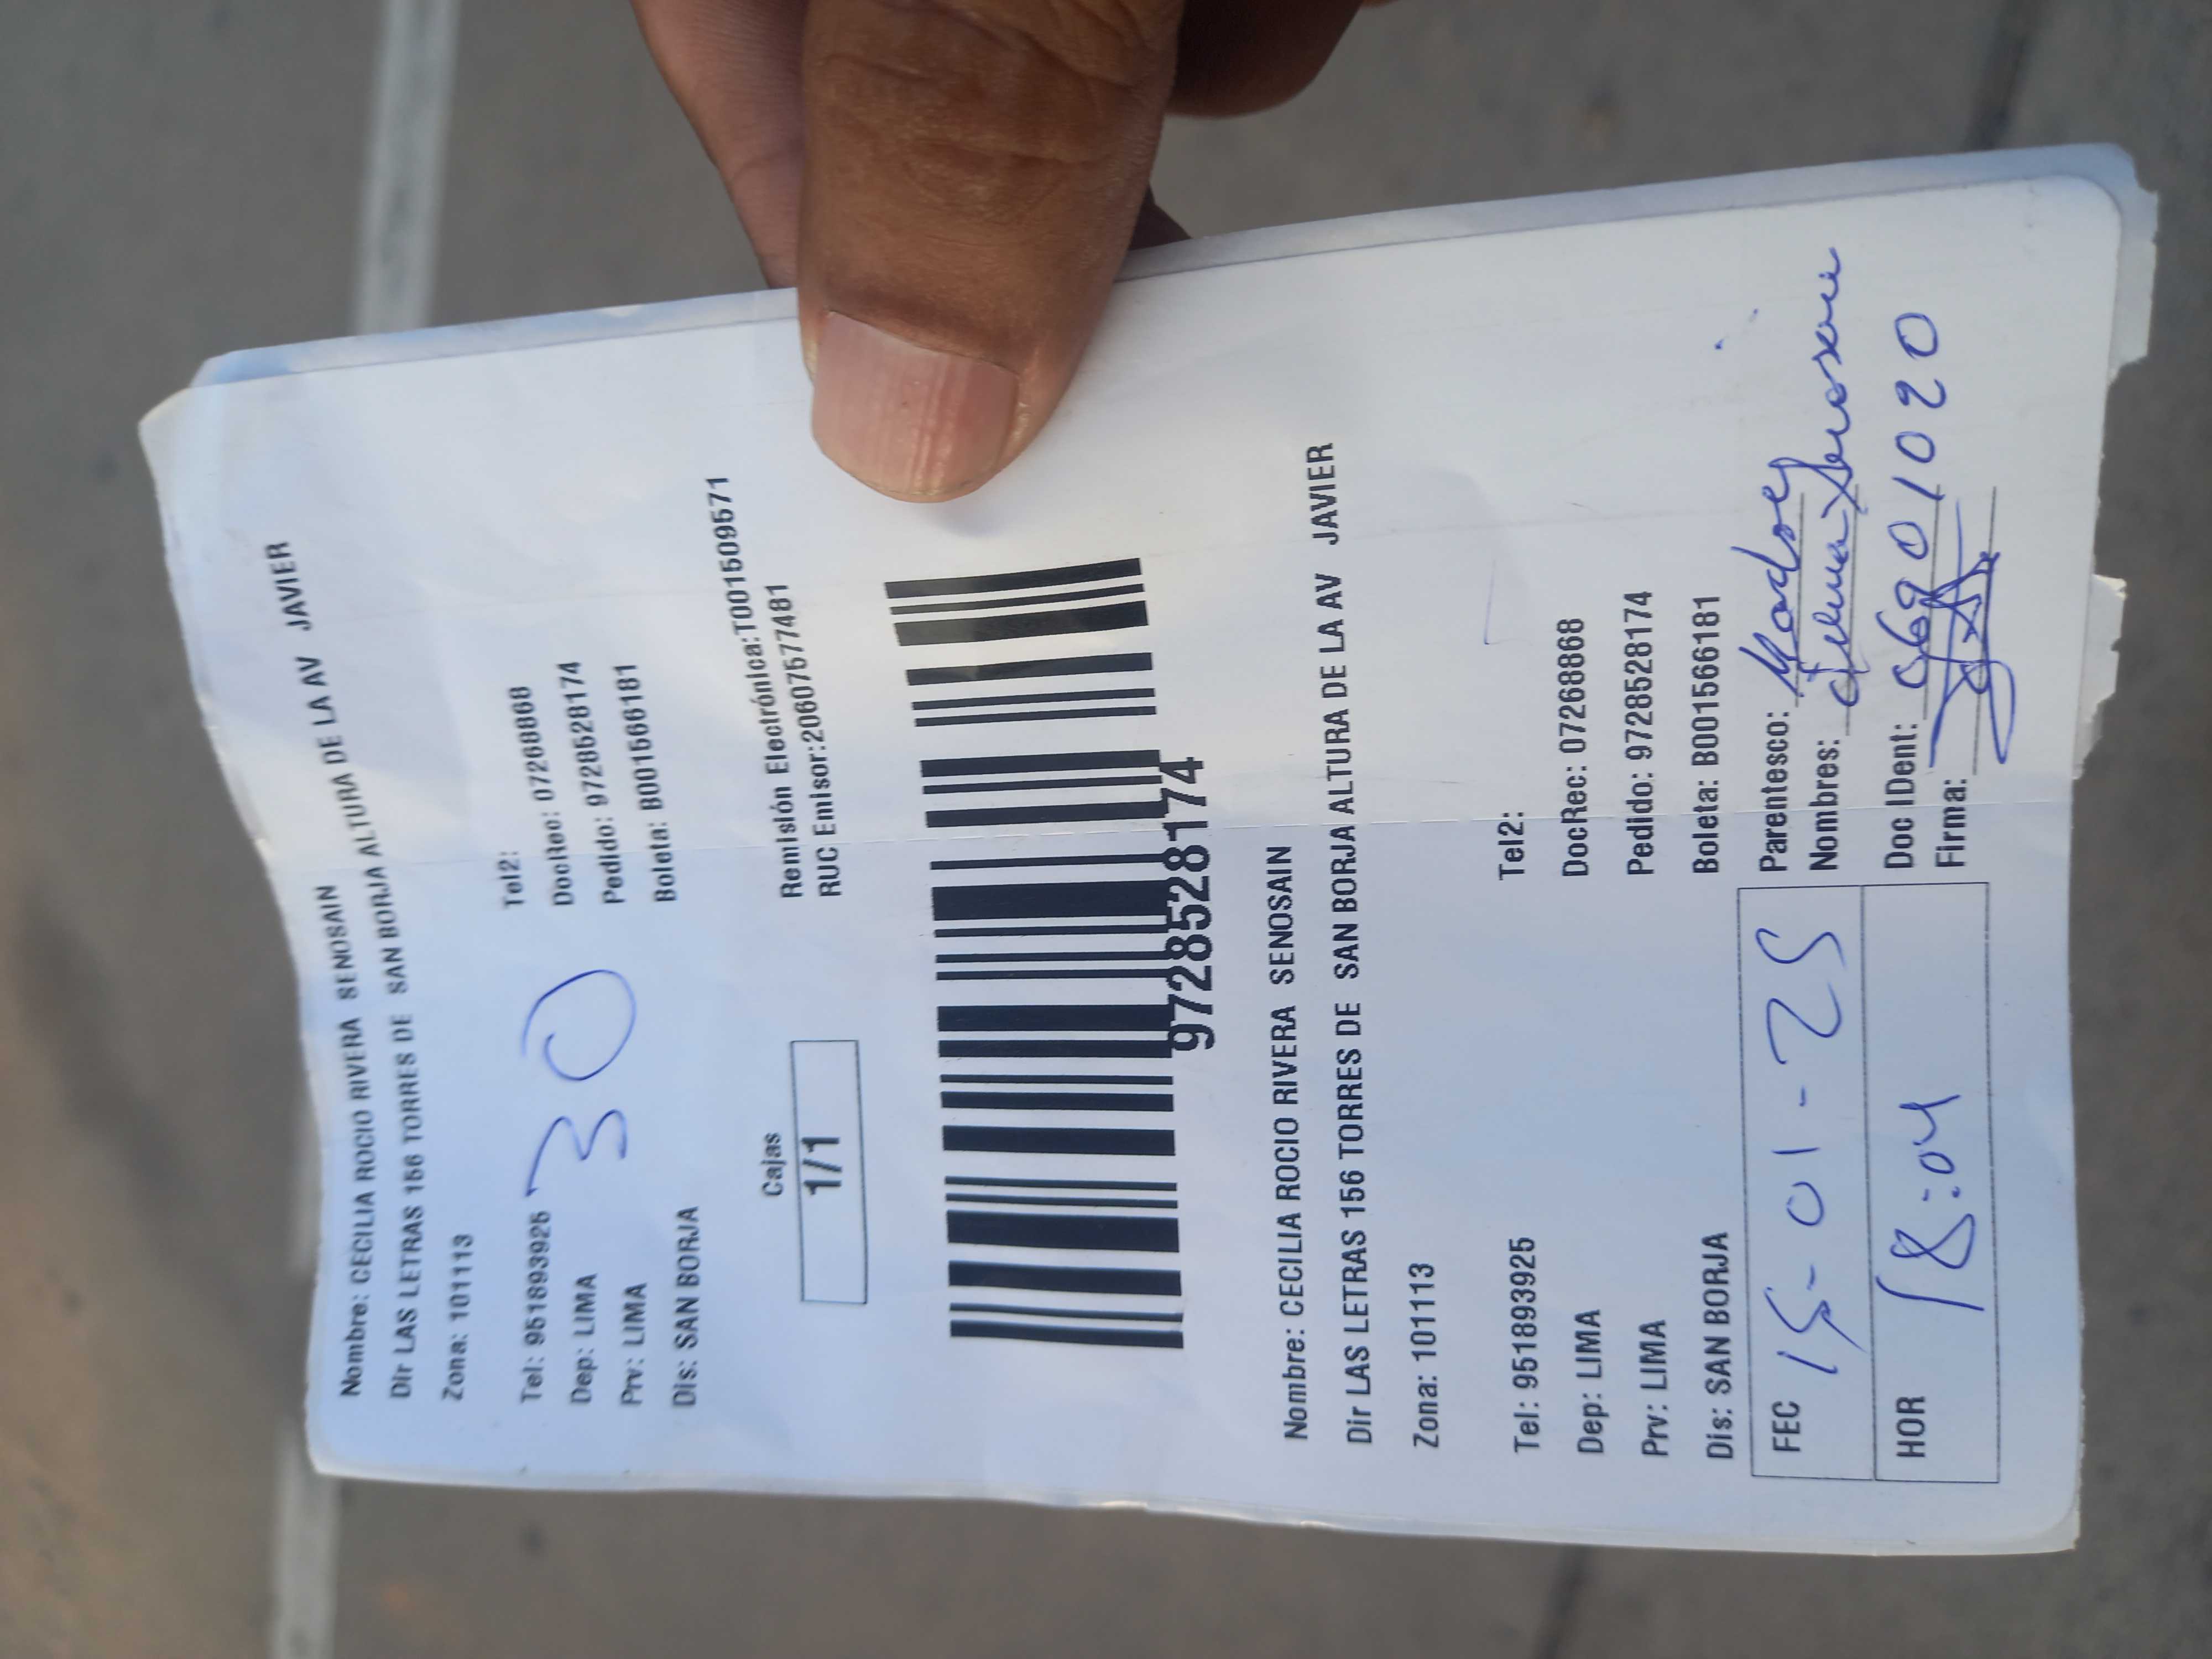 Nombre: CECILIA ROCIO RIVERA SENOSAIN
Dir LAS LETRAS 156 TORRES DE SAN BORJA ALTURA DE LA AV JAVIER
Zona: 101113
Tel: 951893925 Tel2:
Dep: LIMA DocRec: 07268868
Prv: LIMA Pedido: 9728528174
Dis: SAN BORJA Boleta: B001566181
30
Cajas
1/1
Remisión Electrónica:T001509571
RUC Emisor:20607577481
9728528174
Nombre: CECILIA ROCIO RIVERA SENOSAIN
Dir LAS LETRAS 156 TORRES DE SAN BORJA ALTURA DE LA AV JAVIER
Zona: 101113
Tel: 951893925 Tel2:
Dep: LIMA DocRec: 07268868
Prv: LIMA Pedido: 9728528174
Dis: SAN BORJA Boleta: B001566181
FEC 15-01-25 Parentesco:
Nombres: Senosain
HOR 18:04 Doc IDent:
Firma: